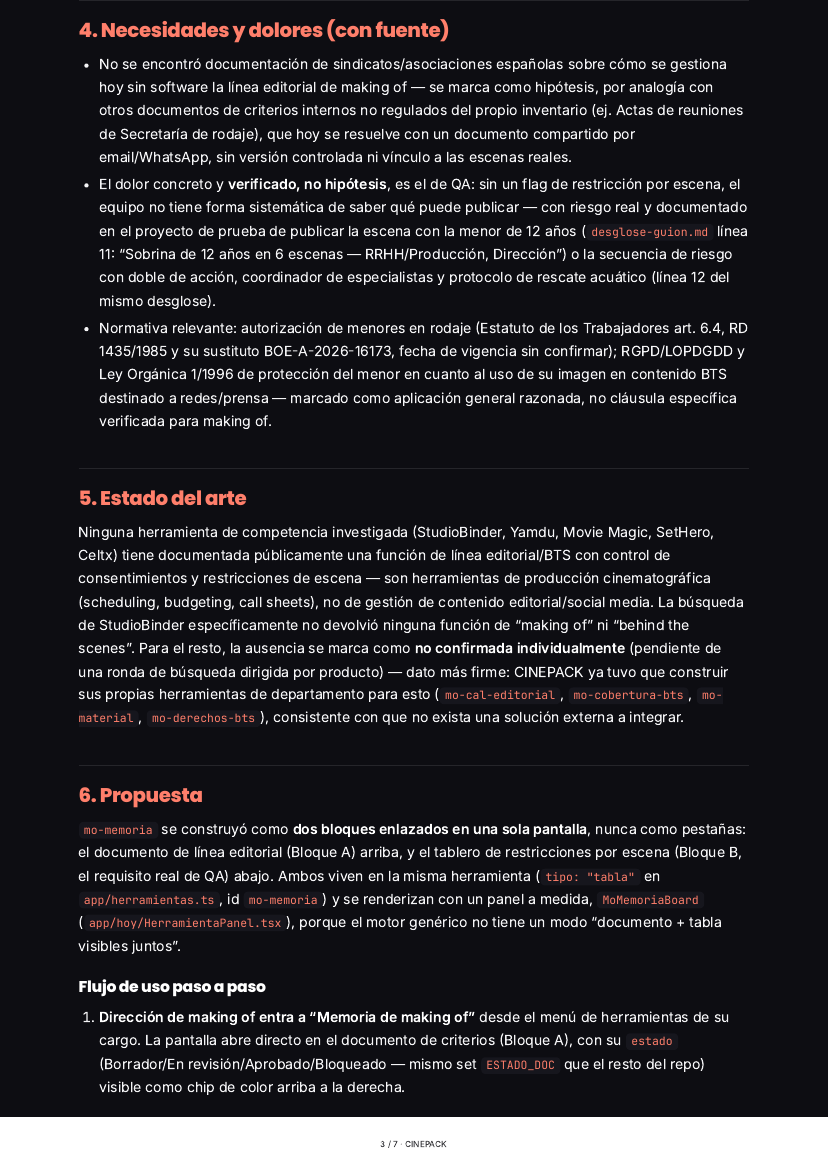 4. Necesidades y dolores (con fuente)
• No se encontró documentación de sindicatos/asociaciones españolas sobre cómo se gestiona
hoy sin software la línea editorial de making of — se marca como hipótesis, por analogía con
otros documentos de criterios internos no regulados del propio inventario (ej. Actas de reuniones
de Secretaría de rodaje), que hoy se resuelve con un documento compartido por
email/WhatsApp, sin versión controlada ni vínculo a las escenas reales.
• El dolor concreto y verificado, no hipótesis, es el de QA: sin un flag de restricción por escena, el
equipo no tiene forma sistemática de saber qué puede publicar — con riesgo real y documentado
en el proyecto de prueba de publicar la escena con la menor de 12 años ( desglose-guion.md línea
11: “Sobrina de 12 años en 6 escenas — RRHH/Producción, Dirección”) o la secuencia de riesgo
con doble de acción, coordinador de especialistas y protocolo de rescate acuático (línea 12 del
mismo desglose).
• Normativa relevante: autorización de menores en rodaje (Estatuto de los Trabajadores art. 6.4, RD
1435/1985 y su sustituto BOE-A-2026-16173, fecha de vigencia sin confirmar); RGPD/LOPDGDD y
Ley Orgánica 1/1996 de protección del menor en cuanto al uso de su imagen en contenido BTS
destinado a redes/prensa — marcado como aplicación general razonada, no cláusula específica
verificada para making of.
5. Estado del arte
Ninguna herramienta de competencia investigada (StudioBinder, Yamdu, Movie Magic, SetHero,
Celtx) tiene documentada públicamente una función de línea editorial/BTS con control de
consentimientos y restricciones de escena — son herramientas de producción cinematográfica
(scheduling, budgeting, call sheets), no de gestión de contenido editorial/social media. La búsqueda
de StudioBinder específicamente no devolvió ninguna función de “making of” ni “behind the
scenes”. Para el resto, la ausencia se marca como no confirmada individualmente (pendiente de
una ronda de búsqueda dirigida por producto) — dato más firme: CINEPACK ya tuvo que construir
sus propias herramientas de departamento para esto ( mo-cal-editorial , mo-cobertura-bts , mo-
material , mo-derechos-bts ), consistente con que no exista una solución externa a integrar.
6. Propuesta
mo-memoria se construyó como dos bloques enlazados en una sola pantalla, nunca como pestañas:
el documento de línea editorial (Bloque A) arriba, y el tablero de restricciones por escena (Bloque B,
el requisito real de QA) abajo. Ambos viven en la misma herramienta ( tipo: "tabla" en
app/herramientas.ts , id mo-memoria ) y se renderizan con un panel a medida, MoMemoriaBoard
( app/hoy/HerramientaPanel.tsx ), porque el motor genérico no tiene un modo “documento + tabla
visibles juntos”.
Flujo de uso paso a paso
1. Dirección de making of entra a “Memoria de making of” desde el menú de herramientas de su
cargo. La pantalla abre directo en el documento de criterios (Bloque A), con su estado
(Borrador/En revisión/Aprobado/Bloqueado — mismo set ESTADO_DOC que el resto del repo)
visible como chip de color arriba a la derecha.
3 / 7 · CINEPACK